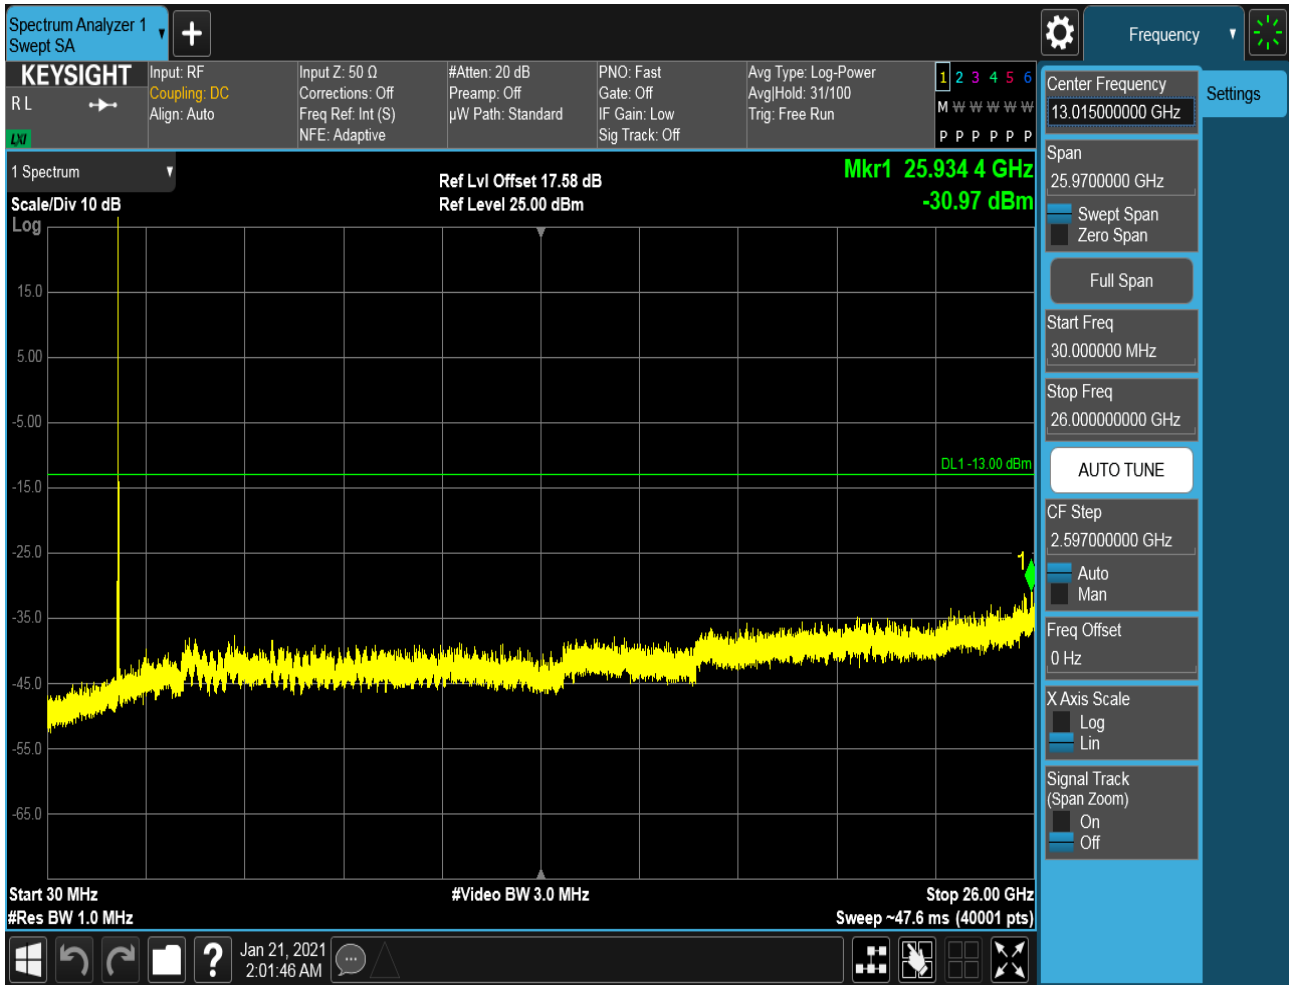 Spectrum Analyzer 1
Swept SA
Frequency
KEYSIGHT
R L
LXI
Input: RF
Coupling: DC
Align: Auto
Input Z: 50 Ω
Corrections: Off
Freq Ref: Int (S)
NFE: Adaptive
#Atten: 20 dB
Preamp: Off
µW Path: Standard
PNO: Fast
Gate: Off
IF Gain: Low
Sig Track: Off
Avg Type: Log-Power
Avg|Hold: 31/100
Trig: Free Run
1 2 3 4 5 6
M W W W W W
P P P P P P
1 Spectrum
Scale/Div 10 dB
Log
Ref Lvl Offset 17.58 dB
Ref Level 25.00 dBm
Mkr1 25.934 4 GHz
-30.97 dBm
15.0
5.00
-5.00
DL1 -13.00 dBm
-15.0
-25.0
1
-35.0
-45.0
-55.0
-65.0
Start 30 MHz
#Res BW 1.0 MHz
#Video BW 3.0 MHz
Stop 26.00 GHz
Sweep ~47.6 ms (40001 pts)
Center Frequency
13.015000000 GHz
Settings
Span
25.9700000 GHz
Swept Span
Zero Span
Full Span
Start Freq
30.000000 MHz
Stop Freq
26.000000000 GHz
AUTO TUNE
CF Step
2.597000000 GHz
Auto
Man
Freq Offset
0 Hz
X Axis Scale
Log
Lin
Signal Track
(Span Zoom)
On
Off
?
Jan 21, 2021
2:01:46 AM